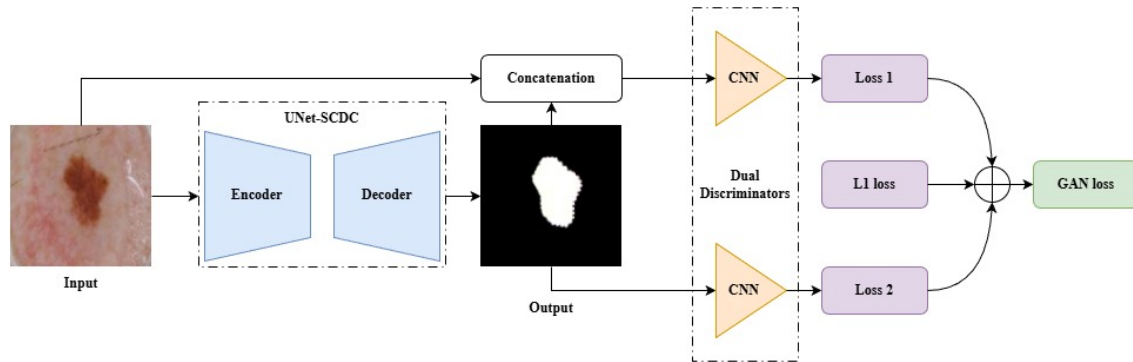 Concatenation
CNN
Loss 1
UNet-SCDC
Encoder
Decoder
Dual
Discriminators
L1 loss
GAN loss
CNN
Loss 2
Input
Output